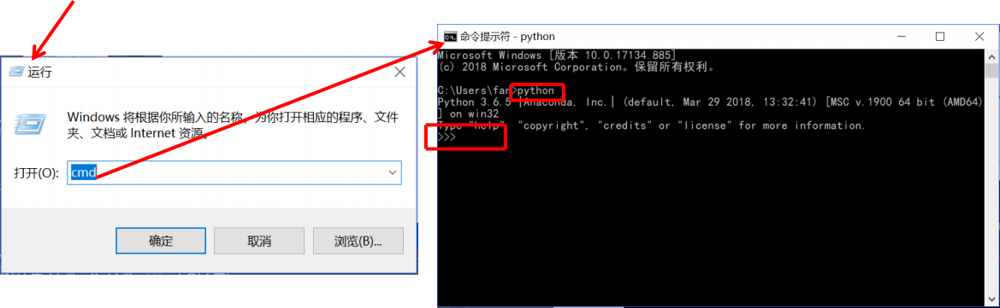 运行
Windows 将根据你所输入的名称，为你打开相应的程序、文件
夹、文档或 Internet 资源。
打开(O):
cmd
确定
取消
浏览(B)...
命令提示符 - python
Microsoft Windows [版本 10.0.17134.885]
(c) 2018 Microsoft Corporation。保留所有权利。
C:\Users\fan>python
Python 3.6.5 |Anaconda, Inc.| (default, Mar 29 2018, 13:32:41) [MSC v.1900 64 bit (AMD64)
] on win32
Type "help", "copyright", "credits" or "license" for more information.
>>>